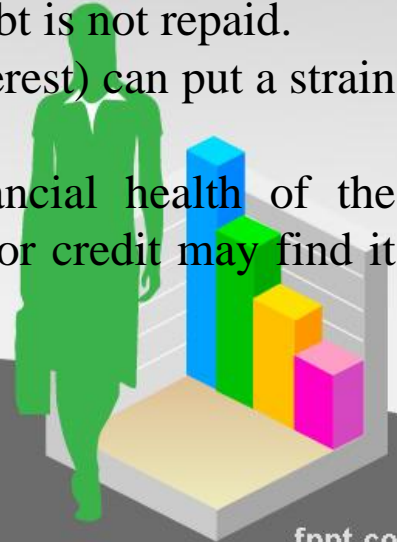 bt is not repaid.
erest) can put a strain
ancial health of the
or credit may find it
fppt.co